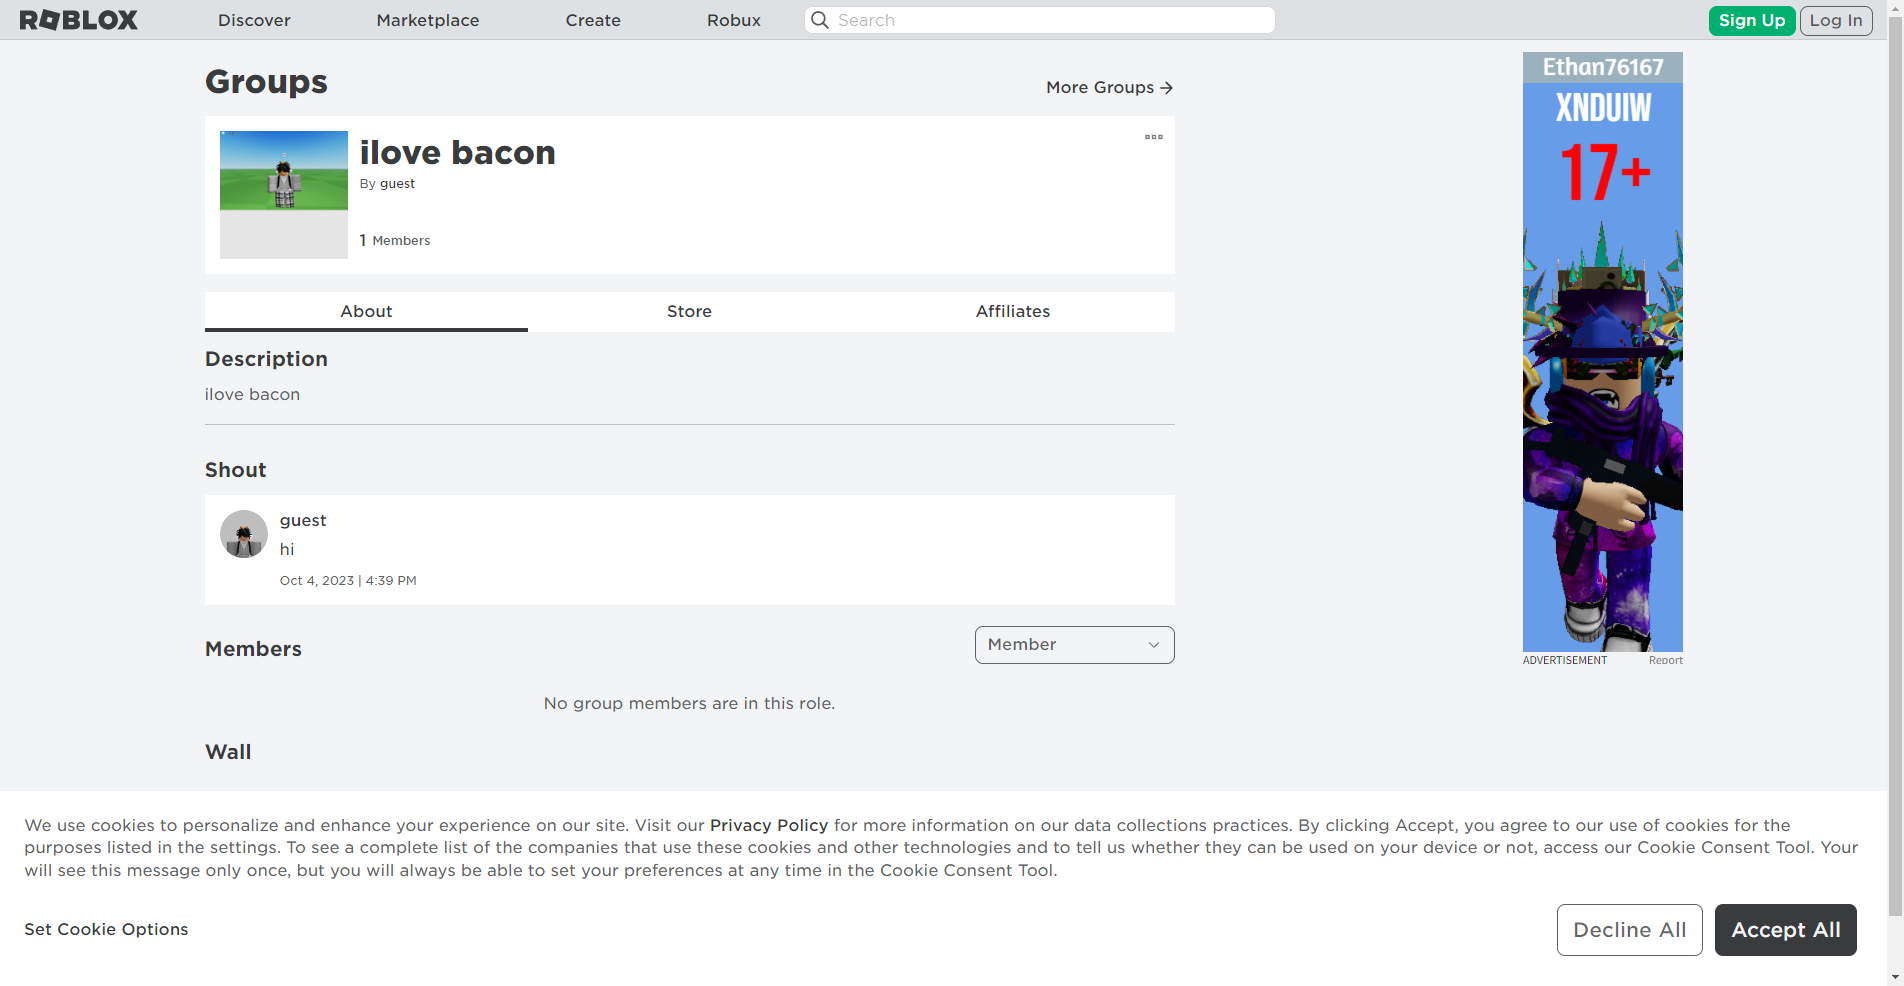 ROBLOX
Discover
Marketplace
Create
Robux
Search
Sign Up
Log In
Groups
More Groups
ilove bacon
By guest
1 Members
About
Store
Affiliates
Description
ilove bacon
Shout
guest
hi
Oct 4, 2023 | 4:39 PM
Members
Member
No group members are in this role.
Wall
Ethan76167
XNDUIW
17+
ADVERTISEMENT
Report
We use cookies to personalize and enhance your experience on our site. Visit our Privacy Policy for more information on our data collections practices. By clicking Accept, you agree to our use of cookies for the
purposes listed in the settings. To see a complete list of the companies that use these cookies and other technologies and to tell us whether they can be used on your device or not, access our Cookie Consent Tool. Your
will see this message only once, but you will always be able to set your preferences at any time in the Cookie Consent Tool.
Set Cookie Options
Decline All
Accept All